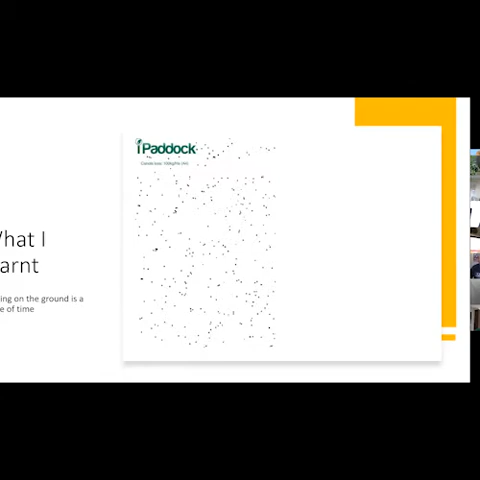 iPaddock
What I
arnt
ing on the ground is a
e of time